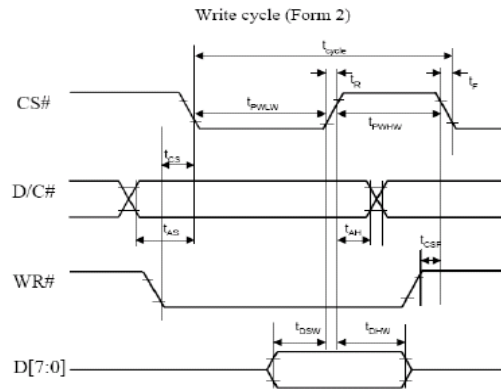 Write cycle (Form 2)
tcycle
tR
tF
CS#
tPWLW
tPWHW
tCS
D/C#
tAS
tAH
tCSF
WR#
tDSW
tDHW
D[7:0]